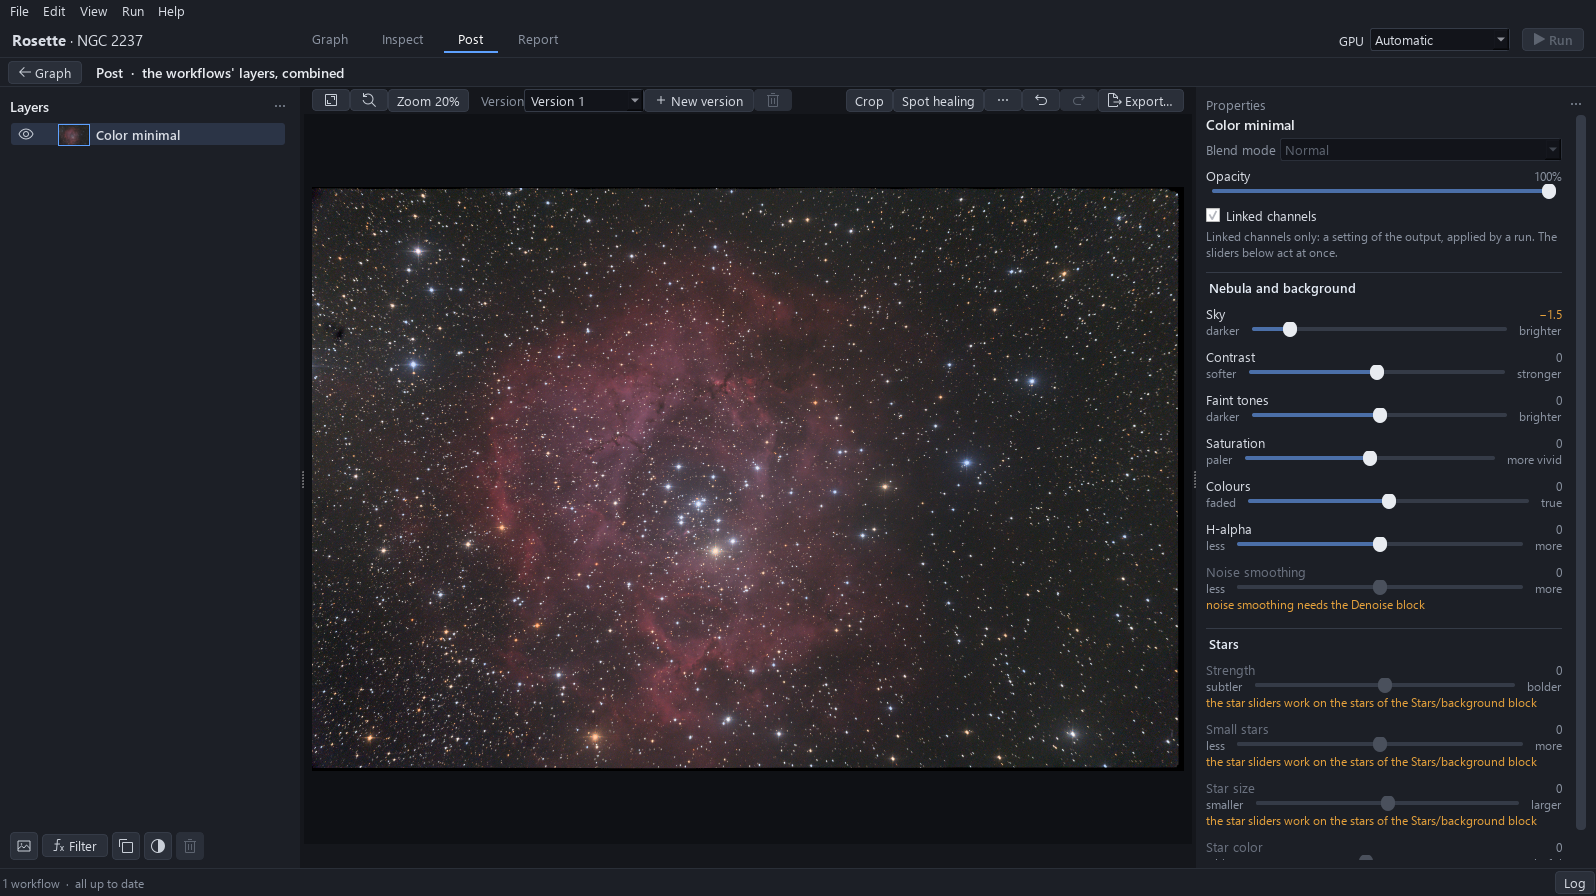 File Edit View Run Help
Rosette · NGC 2237
Graph Inspect Post Report
GPU Automatic Run
← Graph Post · the workflows' layers, combined
Layers ···
Color minimal
Zoom 20% Version Version 1 + New version
Crop Spot healing ··· Export...
Filter
Properties ···
Color minimal
Blend mode Normal
Opacity 100%
Linked channels
Linked channels only: a setting of the output, applied by a run. The
sliders below act at once.
Nebula and background
Sky −1.5
darker brighter
Contrast 0
softer stronger
Faint tones 0
darker brighter
Saturation 0
paler more vivid
Colours 0
faded true
H-alpha 0
less more
Noise smoothing 0
less more
noise smoothing needs the Denoise block
Stars
Strength 0
subtler bolder
the star sliders work on the stars of the Stars/background block
Small stars 0
less more
the star sliders work on the stars of the Stars/background block
Star size 0
smaller larger
the star sliders work on the stars of the Stars/background block
Star color 0
1 workflow · all up to date
Log